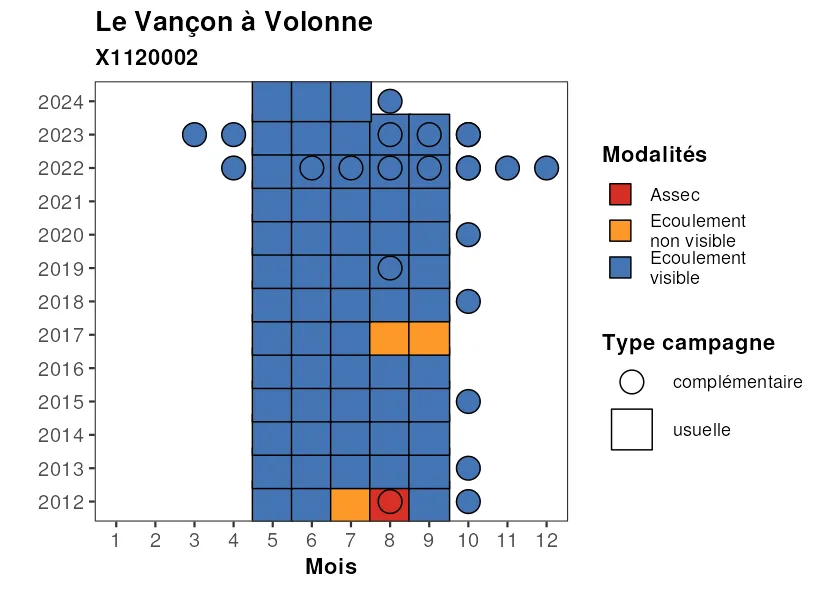 Le Vançon à Volonne
X1120002
2024
2023
2022
2021
2020
2019
2018
2017
2016
2015
2014
2013
2012
1 2 3 4 5 6 7 8 9 10 11 12
Mois
Modalités
Assec
Ecoulement
non visible
Ecoulement
visible
Type campagne
complémentaire
usuelle